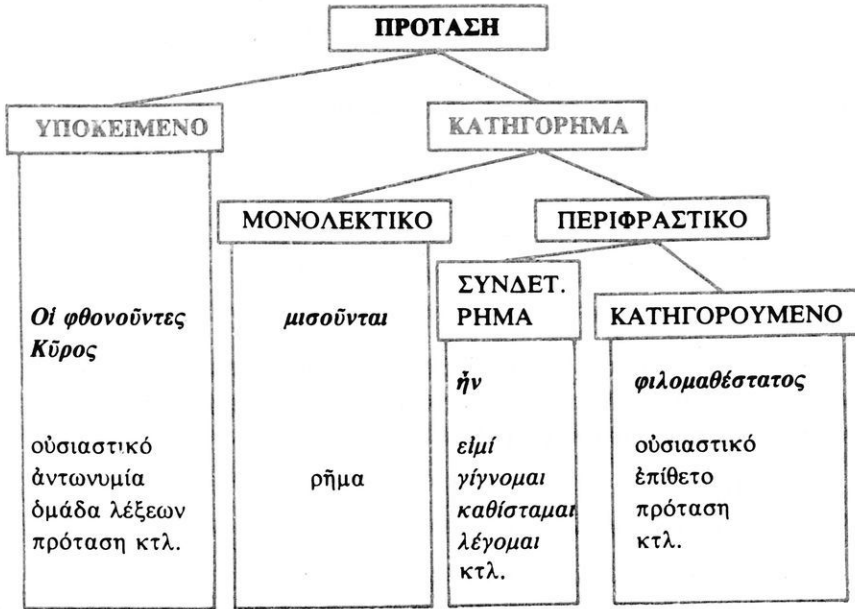 ΠΡΟΤΑΣΗ
ΥΠΟΚΕΙΜΕΝΟ
ΚΑΤΗΓΟΡΗΜΑ
ΜΟΝΟΛΕΚΤΙΚΟ
ΠΕΡΙΦΡΑΣΤΙΚΟ
ΣΥΝΔΕΤ.
ΡΗΜΑ
ΚΑΤΗΓΟΡΟΥΜΕΝΟ
Οἱ φθονοῦντες
Κῦρος
μισοῦνται
ἦν
φιλομαθέστατος
οὐσιαστικό
ἀντωνυμία
ὁμάδα λέξεων
πρόταση κτλ.
ρῆμα
εἰμί
γίγνομαι
καθίσταμαι
λέγομαι
κτλ.
οὐσιαστικό
ἐπίθετο
πρόταση
κτλ.